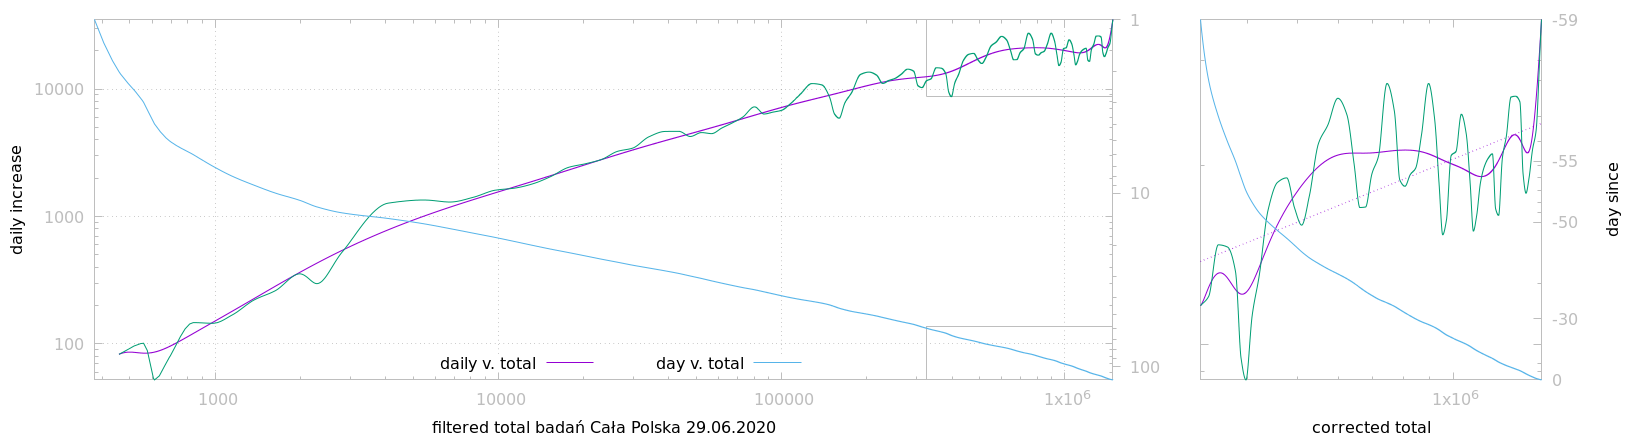 daily increase
10000
1000
100
1
10
100
daily v. total
day v. total
1000
10000
100000
1x10⁶
filtered total badań Cała Polska 29.06.2020
-59
-55
-50
-30
0
day since
1x10⁶
corrected total